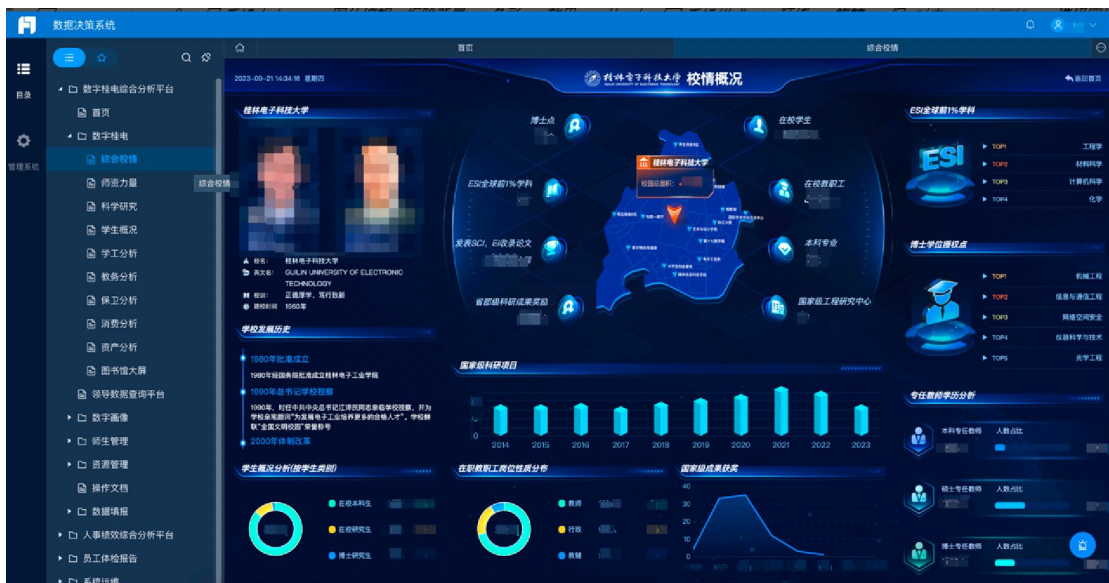 数据决策系统
目录
管理系统
数字桂电综合分析平台
首页
数字桂电
综合校情
师资力量
科学研究
学生概况
学工分析
教务分析
保卫分析
消费分析
资产分析
图书馆大屏
领导数据查询平台
数字画像
师生管理
资源管理
操作文档
数据填报
人事绩效综合分析平台
员工体检报告
系统运维
综合校情
首页
综合校情
2023-09-21 14:34:16 星期四
桂林电子科技大学 校情概况
返回首页
桂林电子科技大学
校名: 桂林电子科技大学
英文名: GUILIN UNIVERSITY OF ELECTRONIC
TECHNOLOGY
校训: 正德厚学、笃行致新
建校时间 1960年
学校发展历史
1980年批准成立
1980年经国务院批准成立桂林电子工业学院
1990年总书记学校视察
1990年,时任中共中央总书记江泽民同志亲临学校视察,并为
学校亲笔题词“为发展电子工业培养更多的合格人才”,学校蝉
联“全国文明校园”荣誉称号
2000年体制改革
学生概况分析(按学生类别)
在校本科生
在校研究生
博士研究生
博士点
ESI全球前1%学科
发表SCI、EI收录论文
省部级科研成果奖励
桂林电子科技大学
校园总面积:
在校学生
在校教职工
本科专业
国家级工程研究中心
国家级科研项目
0
2014 2015 2016 2017 2018 2019 2020 2021 2022 2023
在职教职工岗位性质分布
教师
行政
教辅
国家级成果获奖
40
30
20
10
0
ESI全球前1%学科
ESI
TOP1 工程学
TOP2 材料科学
TOP3 计算机科学
TOP4 化学
博士学位授权点
TOP1 机械工程
TOP2 信息与通信工程
TOP3 网络空间安全
TOP4 仪器科学与技术
TOP5 光学工程
专任教师学历分析
本科专任教师 人数占比
硕士专任教师 人数占比
博士专任教师 人数占比